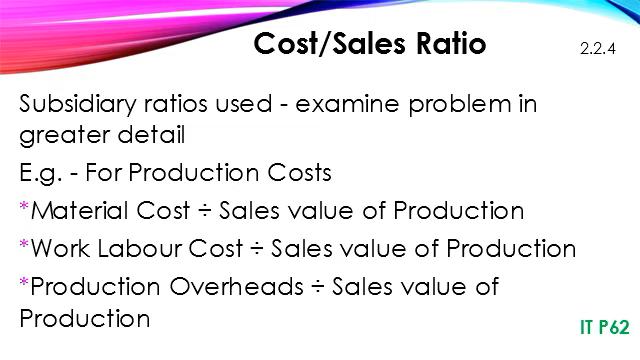 Cost/Sales Ratio
2.2.4
Subsidiary ratios used - examine problem in
greater detail
E.g. - For Production Costs
*Material Cost ÷ Sales value of Production
*Work Labour Cost ÷ Sales value of Production
*Production Overheads ÷ Sales value of
Production
IT P62